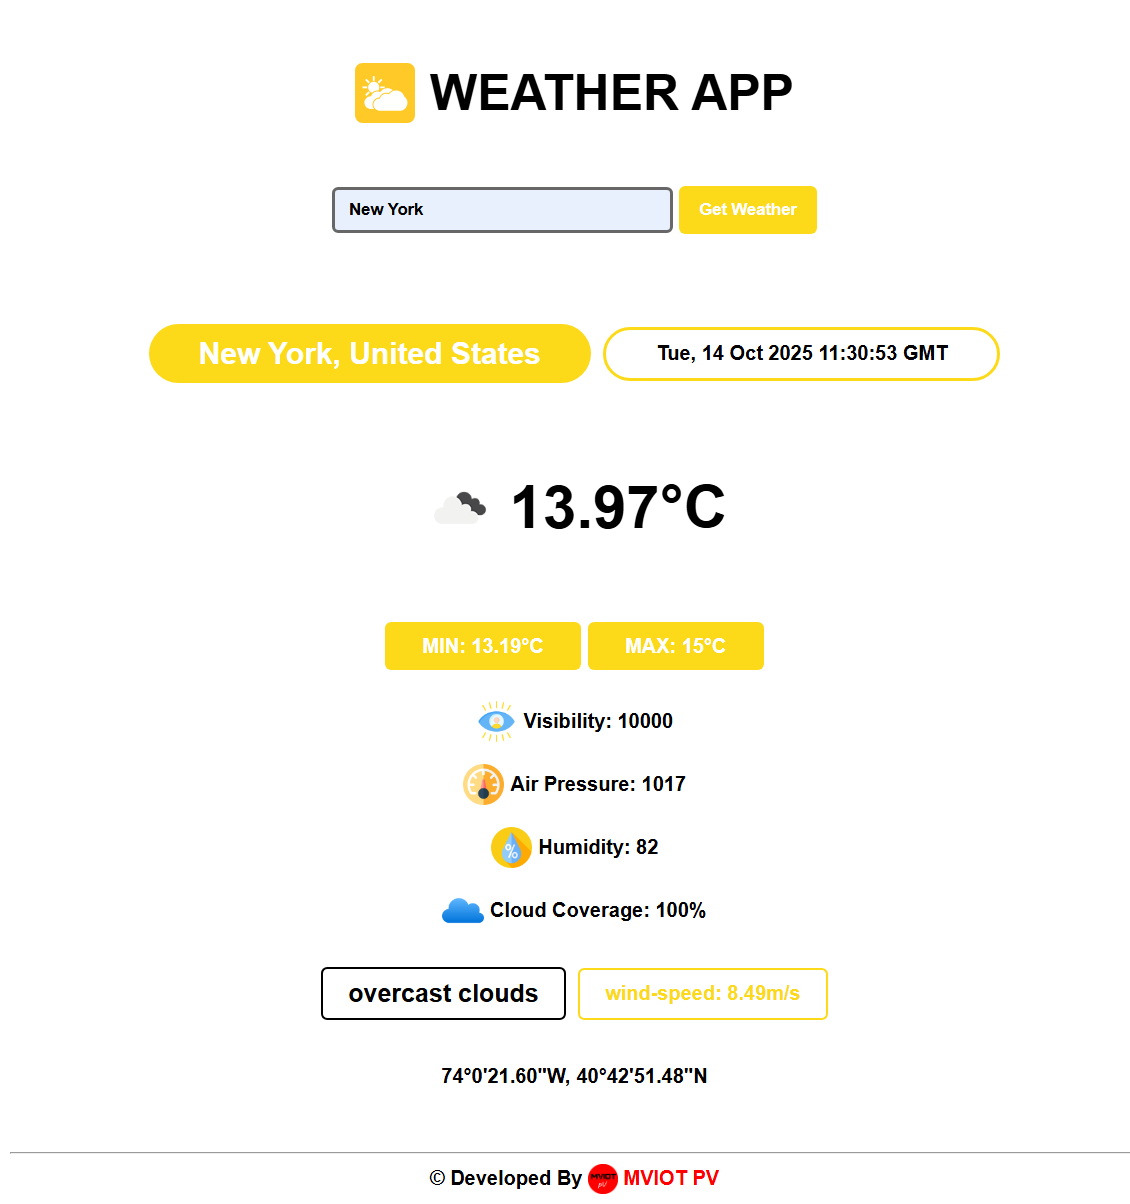 WEATHER APP
New York
Get Weather
New York, United States
Tue, 14 Oct 2025 11:30:53 GMT
13.97°C
MIN: 13.19°C
MAX: 15°C
Visibility: 10000
Air Pressure: 1017
%
Humidity: 82
Cloud Coverage: 100%
overcast clouds
wind-speed: 8.49m/s
74°0'21.60"W, 40°42'51.48"N
© Developed By MVIOT PV MVIOT PV